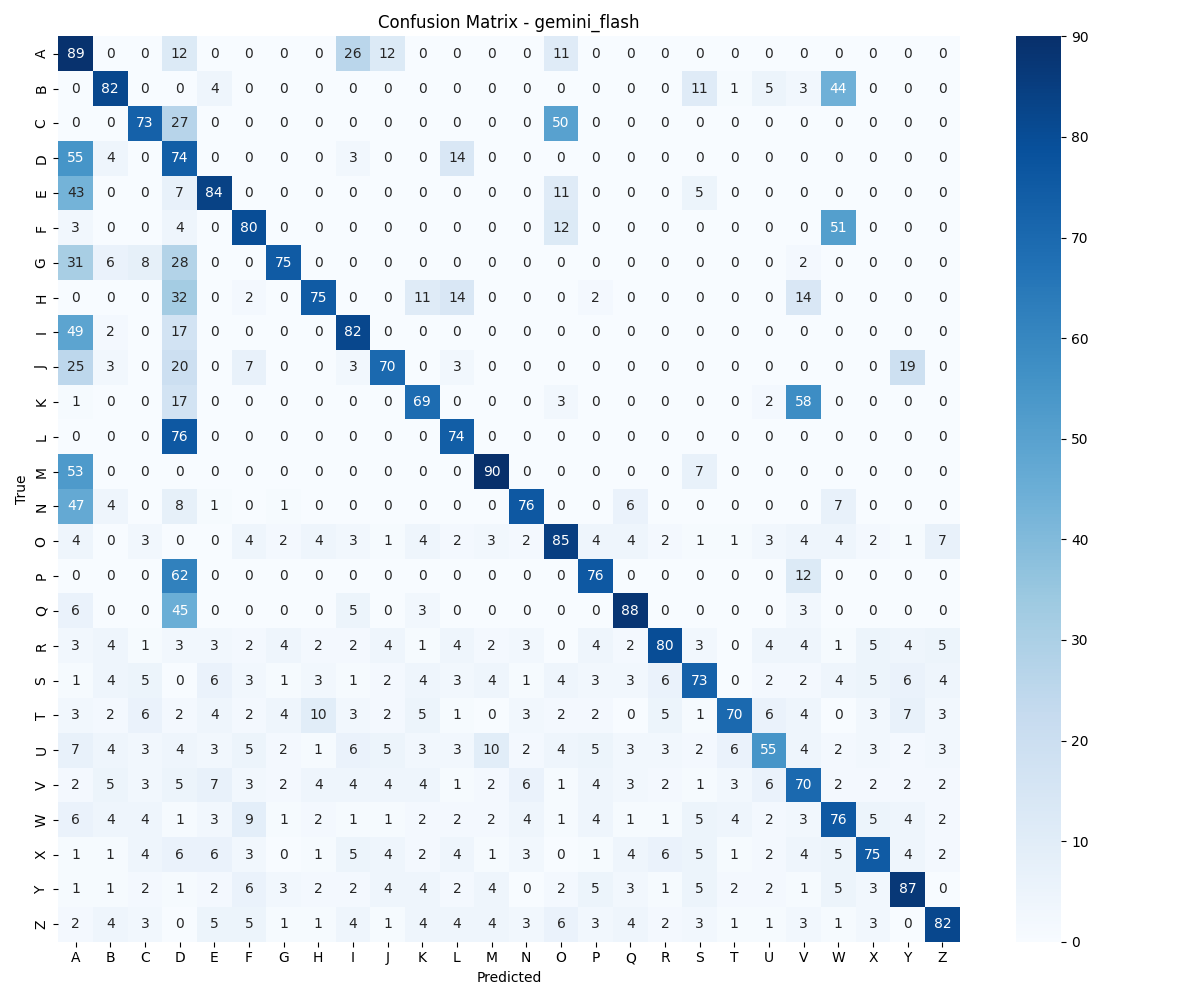 Confusion Matrix - gemini_flash
A 89 0 0 12 0 0 0 0 26 12 0 0 0 0 11 0 0 0 0 0 0 0 0 0 0 0
B 0 82 0 0 4 0 0 0 0 0 0 0 0 0 0 0 0 0 11 1 5 3 44 0 0 0
C 0 0 73 27 0 0 0 0 0 0 0 0 0 0 50 0 0 0 0 0 0 0 0 0 0 0
D 55 4 0 74 0 0 0 0 3 0 0 14 0 0 0 0 0 0 0 0 0 0 0 0 0 0
E 43 0 0 7 84 0 0 0 0 0 0 0 0 0 11 0 0 0 5 0 0 0 0 0 0 0
F 3 0 0 4 0 80 0 0 0 0 0 0 0 0 12 0 0 0 0 0 0 0 51 0 0 0
G 31 6 8 28 0 0 75 0 0 0 0 0 0 0 0 0 0 0 0 0 0 2 0 0 0 0
H 0 0 0 32 0 2 0 75 0 0 11 14 0 0 0 2 0 0 0 0 0 14 0 0 0 0
I 49 2 0 17 0 0 0 0 82 0 0 0 0 0 0 0 0 0 0 0 0 0 0 0 0 0
J 25 3 0 20 0 7 0 0 3 70 0 3 0 0 0 0 0 0 0 0 0 0 0 0 19 0
K 1 0 0 17 0 0 0 0 0 0 69 0 0 0 3 0 0 0 0 0 2 58 0 0 0 0
L 0 0 0 76 0 0 0 0 0 0 0 74 0 0 0 0 0 0 0 0 0 0 0 0 0 0
M 53 0 0 0 0 0 0 0 0 0 0 0 90 0 0 0 0 0 7 0 0 0 0 0 0 0
N 47 4 0 8 1 0 1 0 0 0 0 0 0 76 0 0 6 0 0 0 0 0 7 0 0 0
O 4 0 3 0 0 4 2 4 3 1 4 2 3 2 85 4 4 2 1 1 3 4 4 2 1 7
P 0 0 0 62 0 0 0 0 0 0 0 0 0 0 0 76 0 0 0 0 0 12 0 0 0 0
Q 6 0 0 45 0 0 0 0 5 0 3 0 0 0 0 0 88 0 0 0 0 3 0 0 0 0
R 3 4 1 3 3 2 4 2 2 4 1 4 2 3 0 4 2 80 3 0 4 4 1 5 4 5
S 1 4 5 0 6 3 1 3 1 2 4 3 4 1 4 3 3 6 73 0 2 2 4 5 6 4
T 3 2 6 2 4 2 4 10 3 2 5 1 0 3 2 2 0 5 1 70 6 4 0 3 7 3
U 7 4 3 4 3 5 2 1 6 5 3 3 10 2 4 5 3 3 2 6 55 4 2 3 2 3
V 2 5 3 5 7 3 2 4 4 4 4 1 2 6 1 4 3 2 1 3 6 70 2 2 2 2
W 6 4 4 1 3 9 1 2 1 1 2 2 2 4 1 4 1 1 5 4 2 3 76 5 4 2
X 1 1 4 6 6 3 0 1 5 4 2 4 1 3 0 1 4 6 5 1 2 4 5 75 4 2
Y 1 1 2 1 2 6 3 2 2 4 4 2 4 0 2 5 3 1 5 2 2 1 5 3 87 0
Z 2 4 3 0 5 5 1 1 4 1 4 4 4 3 6 3 4 2 3 1 1 3 1 3 0 82
A B C D E F G H I J K L M N O P Q R S T U V W X Y Z
Predicted
True
90
80
70
60
50
40
30
20
10
0